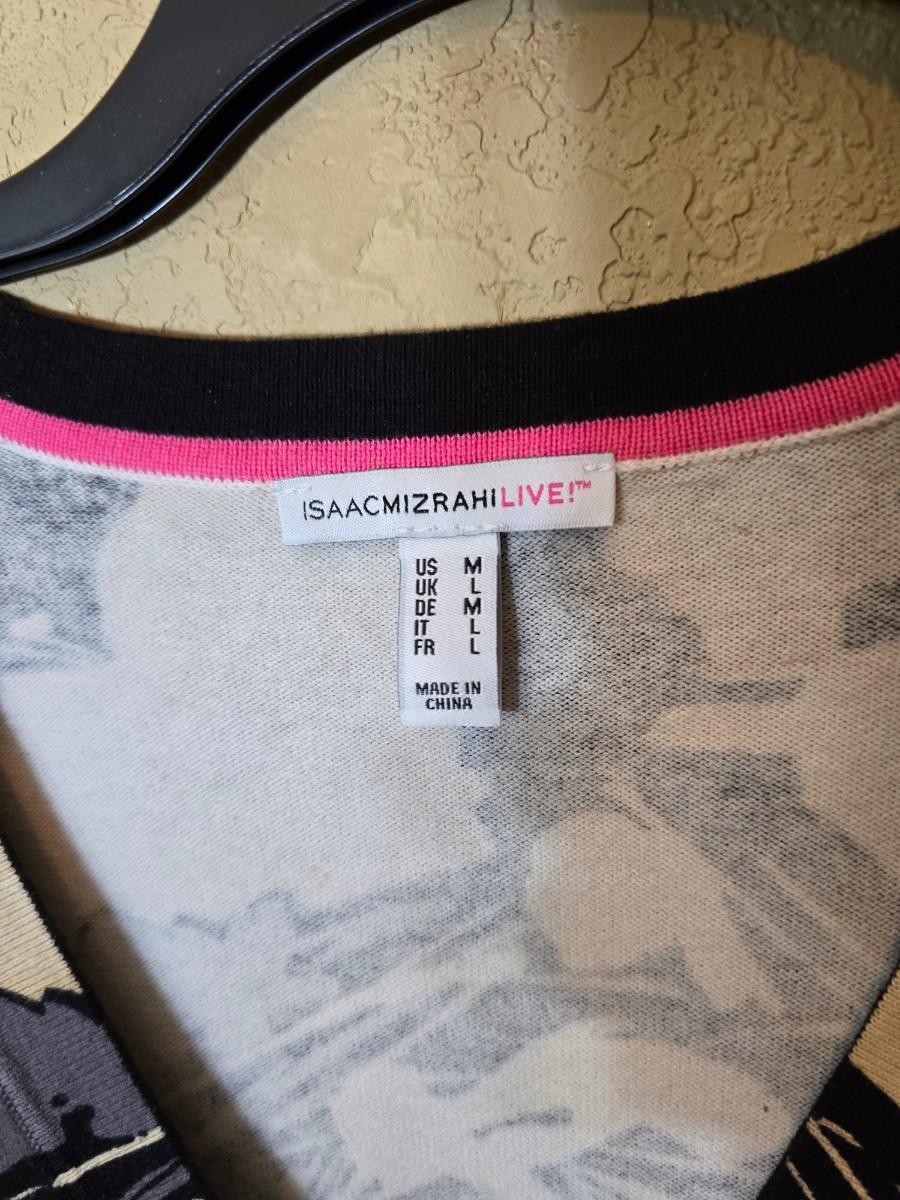 ISAACMIZRAHILIVE!™
US M
UK L
DE M
IT L
FR L
MADE IN
CHINA